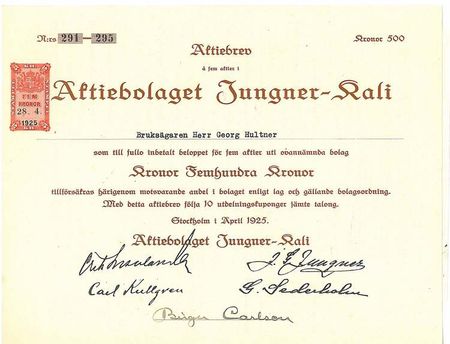 N:rs 291—295
Kronor 500
Aktiebrev
å fem aktier i
Aktiebolaget Jungner-Kali
FEM
KRONOR
28. 4.
1925
Bruksägaren Herr Georg Hultner
som till fullo inbetalt beloppet för fem aktier uti ovannämnda bolag
Kronor Femhundra Kronor
tillförsäkras härigenom motsvarande andel i bolaget enligt lag och gällande bolagsordning.
Med detta aktiebrev följa 10 utdelningskuponger jämte talong.
Stockholm i April 1925.
Aktiebolaget Jungner-Kali
J. E. Jungner
Carl Kullgren
G. Sederholm
Birger Carlson